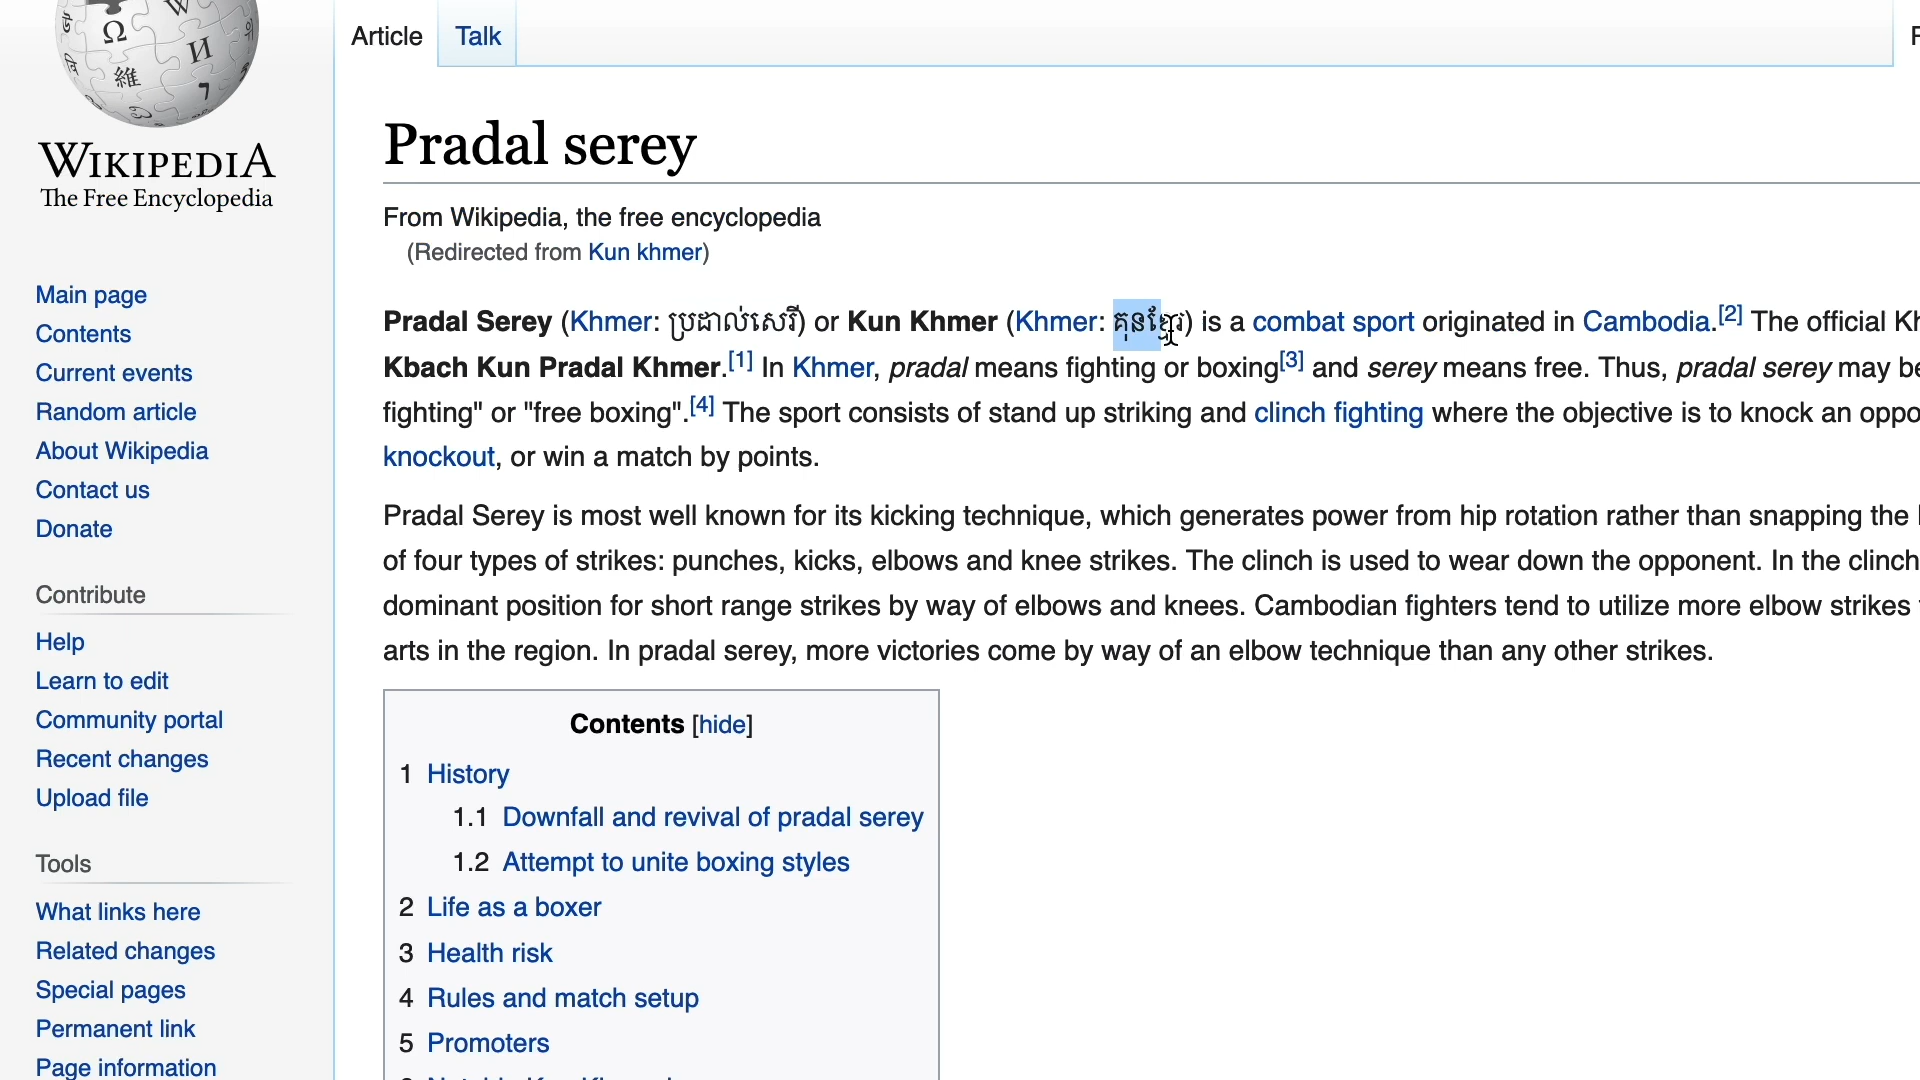 Article Talk
WIKIPEDIA
The Free Encyclopedia
Pradal serey
From Wikipedia, the free encyclopedia
(Redirected from Kun khmer)
Pradal Serey (Khmer: ប្រដាល់សេរី) or Kun Khmer (Khmer: គុនខ្មែរ) is a combat sport originated in Cambodia.[2] The official
Kbach Kun Pradal Khmer.[1] In Khmer, pradal means fighting or boxing[3] and serey means free. Thus, pradal serey may
fighting" or "free boxing".[4] The sport consists of stand up striking and clinch fighting where the objective is to knock an
knockout, or win a match by points.
Pradal Serey is most well known for its kicking technique, which generates power from hip rotation rather than snapping the
of four types of strikes: punches, kicks, elbows and knee strikes. The clinch is used to wear down the opponent. In the clinch
dominant position for short range strikes by way of elbows and knees. Cambodian fighters tend to utilize more elbow strikes
arts in the region. In pradal serey, more victories come by way of an elbow technique than any other strikes.
Contents [hide]
1 History
1.1 Downfall and revival of pradal serey
1.2 Attempt to unite boxing styles
2 Life as a boxer
3 Health risk
4 Rules and match setup
5 Promoters
Main page
Contents
Current events
Random article
About Wikipedia
Contact us
Donate
Contribute
Help
Learn to edit
Community portal
Recent changes
Upload file
Tools
What links here
Related changes
Special pages
Permanent link
Page information